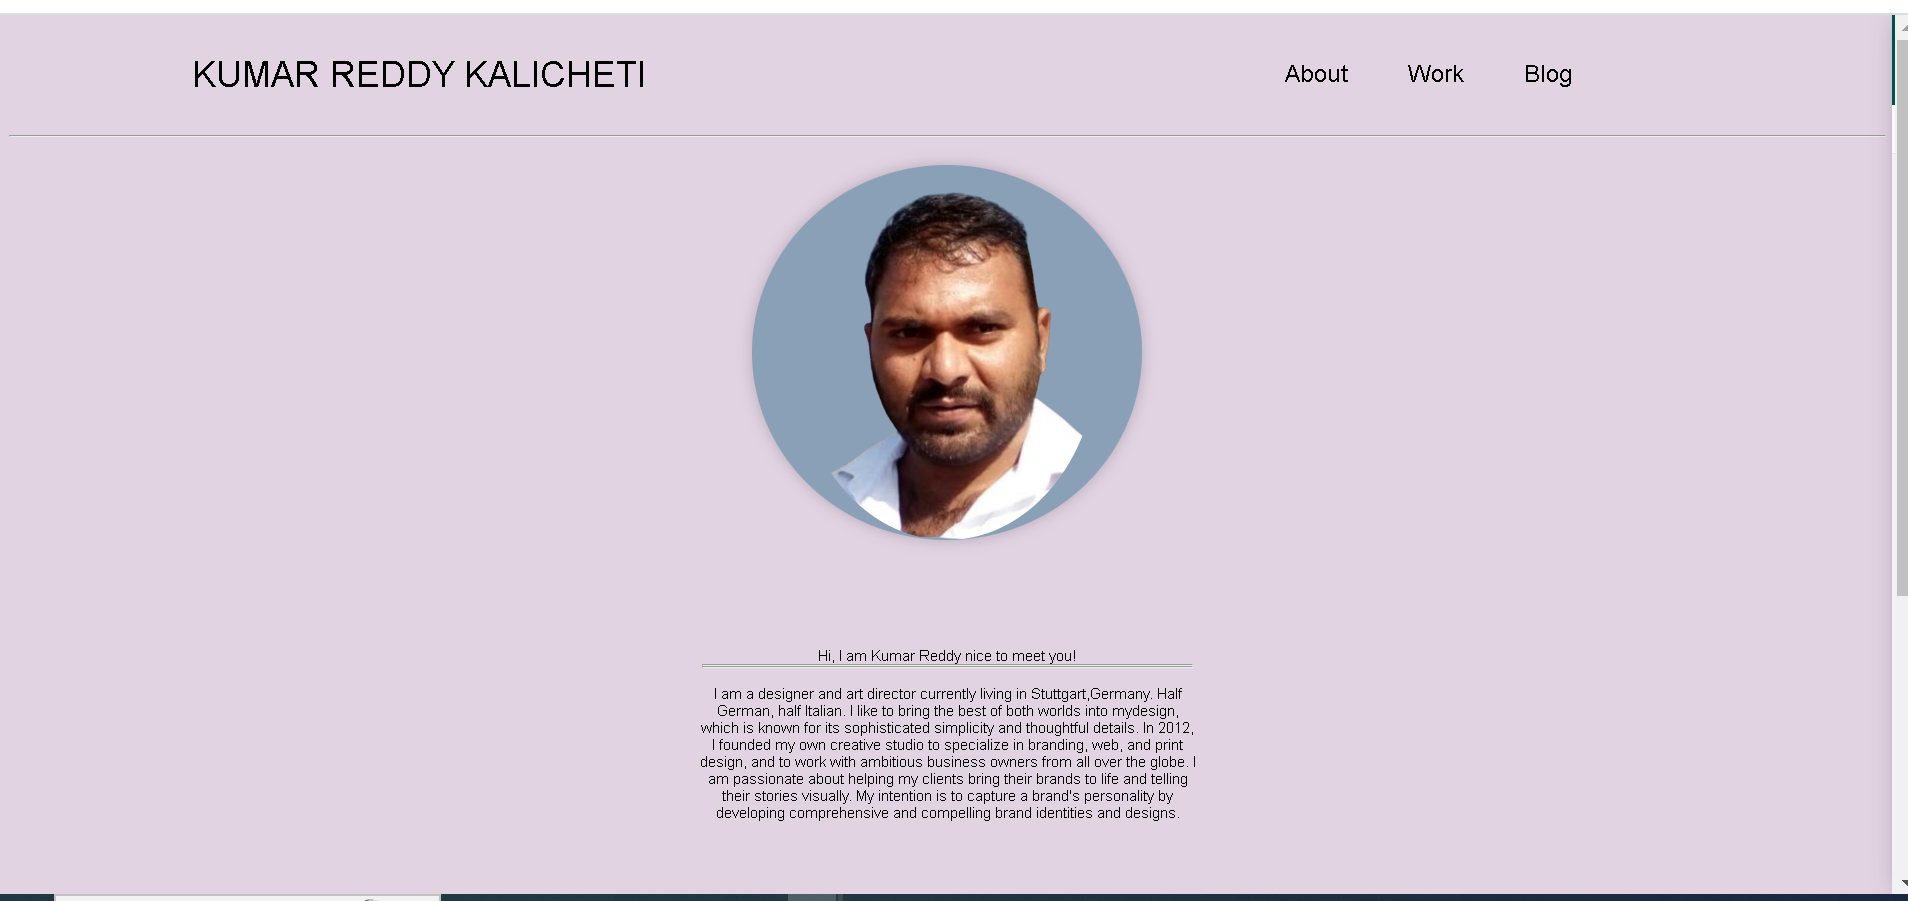 KUMAR REDDY KALICHETI
About Work Blog
Hi, I am Kumar Reddy nice to meet you!
I am a designer and art director currently living in Stuttgart,Germany. Half
German, half Italian. I like to bring the best of both worlds into mydesign,
which is known for its sophisticated simplicity and thoughtful details. In 2012,
I founded my own creative studio to specialize in branding, web, and print
design, and to work with ambitious business owners from all over the globe. I
am passionate about helping my clients bring their brands to life and telling
their stories visually. My intention is to capture a brand's personality by
developing comprehensive and compelling brand identities and designs.